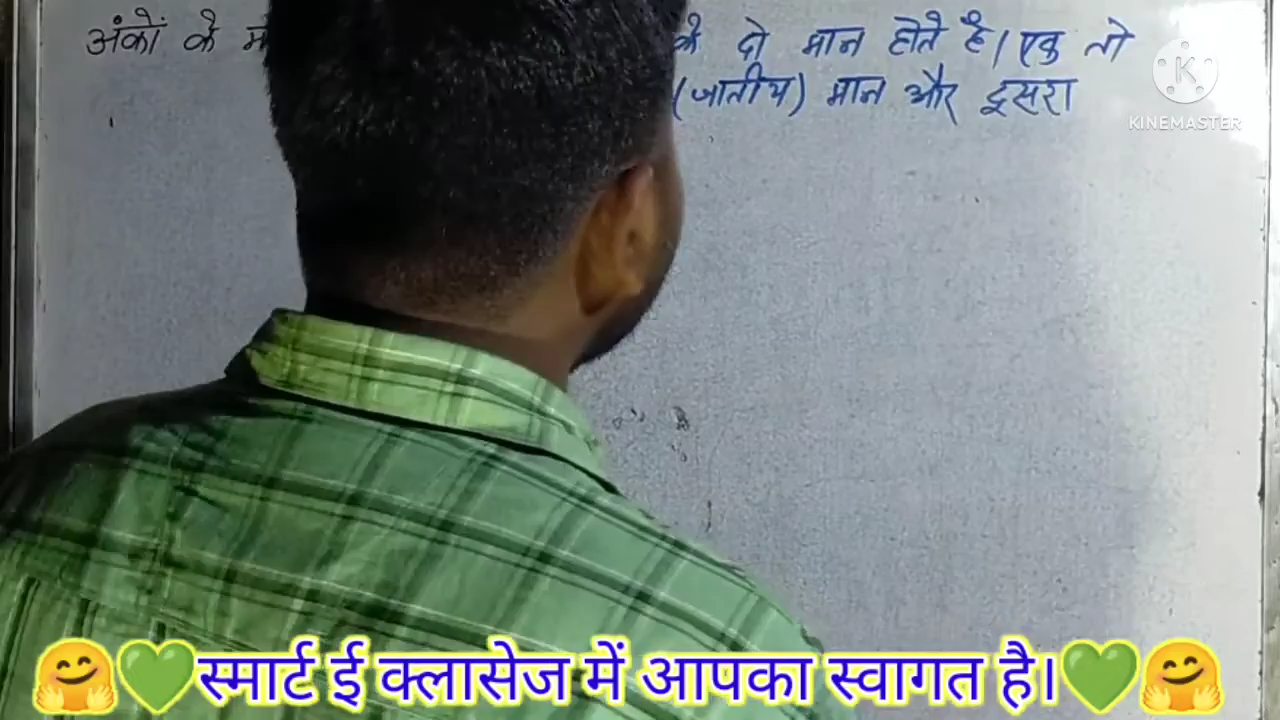 अंकों के
के दो मान होते है। एक तो
(जातीय) मान और दूसरा
KINEMASTER
स्मार्ट ई क्लासेज में आपका स्वागत है।